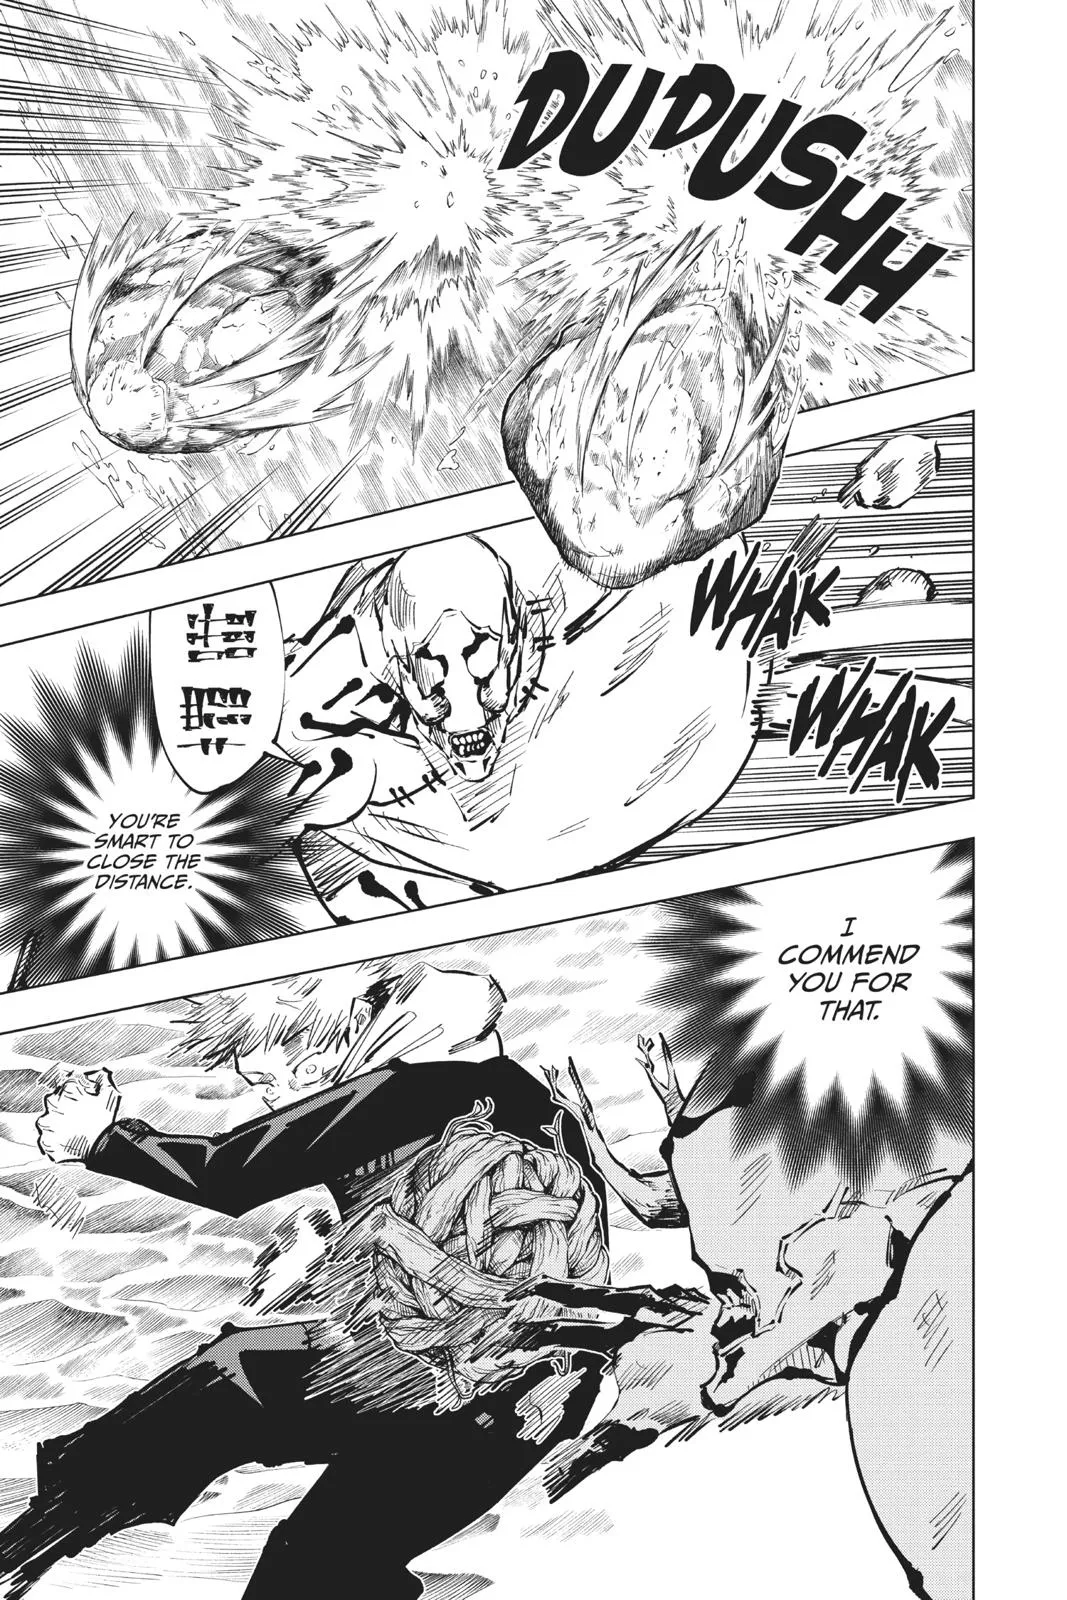 DUDUSHH
WHAK
WHAK
YOU'RE
SMART TO
CLOSE THE
DISTANCE.
I
COMMEND
YOU FOR
THAT.